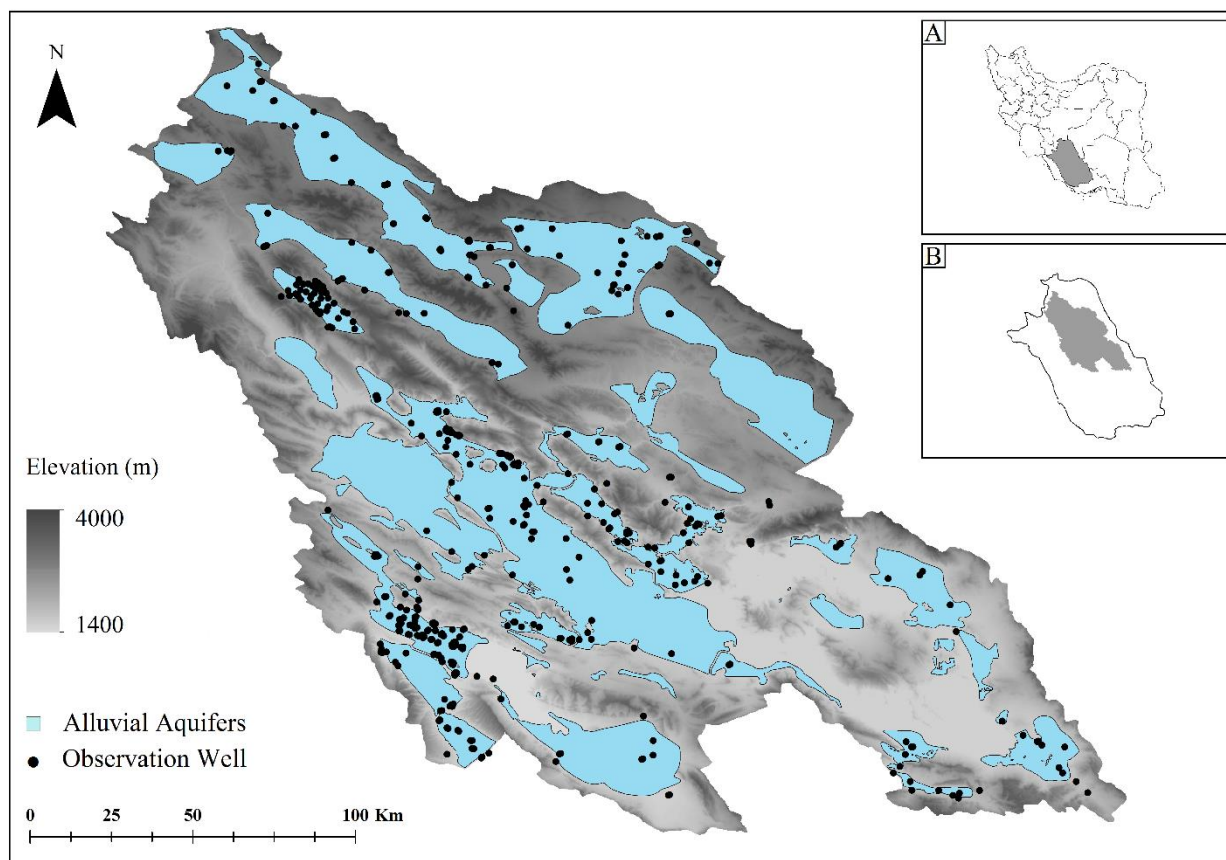 N
A
B
Elevation (m)
4000
1400
Alluvial Aquifers
Observation Well
0 25 50 100 Km